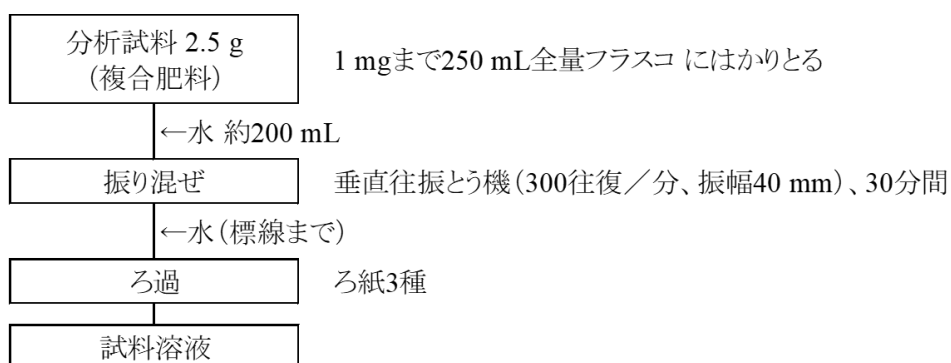 分析試料 2.5 g
(複合肥料)
1 mgまで250 mL全量フラスコ にはかりとる
←水 約200 mL
振り混ぜ
垂直往振とう機(300往復/分、振幅40 mm)、30分間
←水(標線まで)
ろ過
ろ紙3種
試料溶液